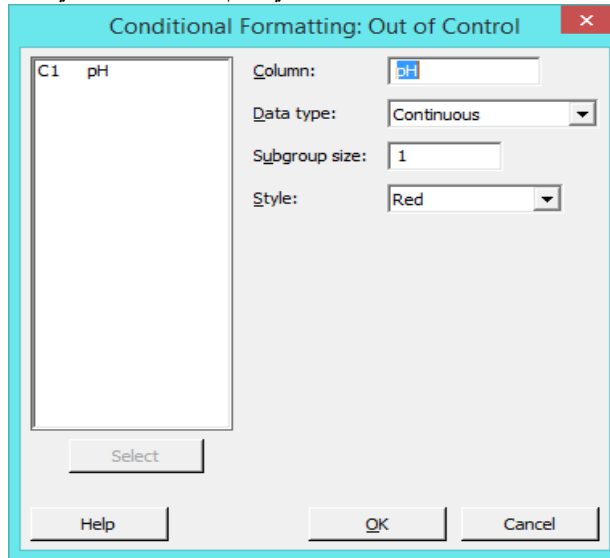 Conditional Formatting: Out of Control
C1 pH
Column: pH
Data type: Continuous
Subgroup size: 1
Style: Red
Select
Help OK Cancel